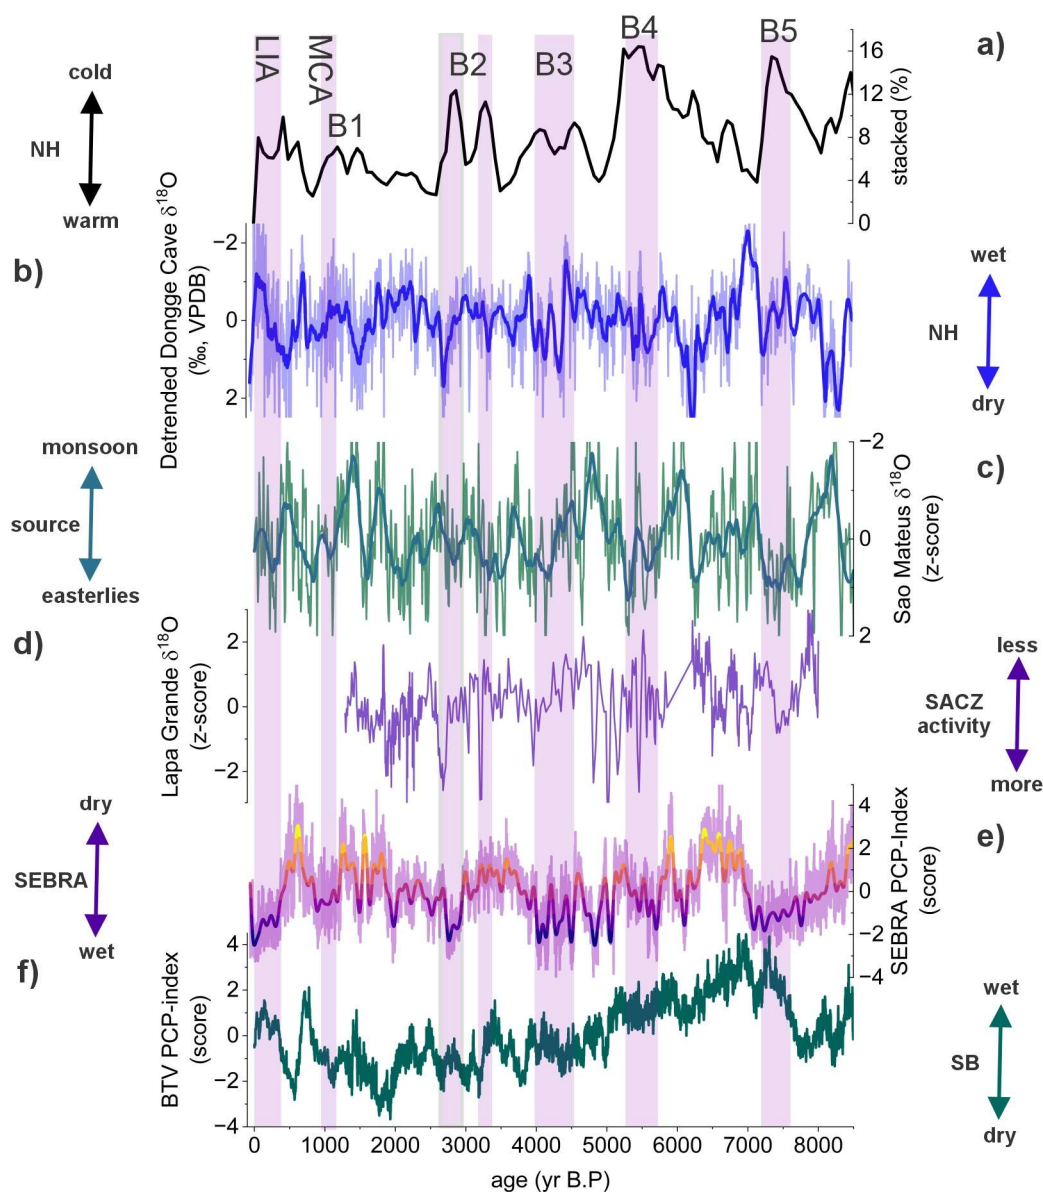 LIA
MCA
B1
B2
B3
B4
B5
a)
cold
NH
warm
16
12
8
4
0
stacked (%)
b)
Detrended Dongge Cave δ18O
(‰, VPDB)
−2
0
2
wet
NH
dry
monsoon
source
easterlies
c)
−2
0
2
Sao Mateus δ18O
(z-score)
d)
Lapa Grande δ18O
(z-score)
2
0
−2
less
SACZ
activity
more
dry
SEBRA
wet
e)
4
2
0
−2
−4
SEBRA PCP-Index
(score)
f)
BTV PCP-index
(score)
4
2
0
−2
−4
wet
SB
dry
0 1000 2000 3000 4000 5000 6000 7000 8000
age (yr B.P)